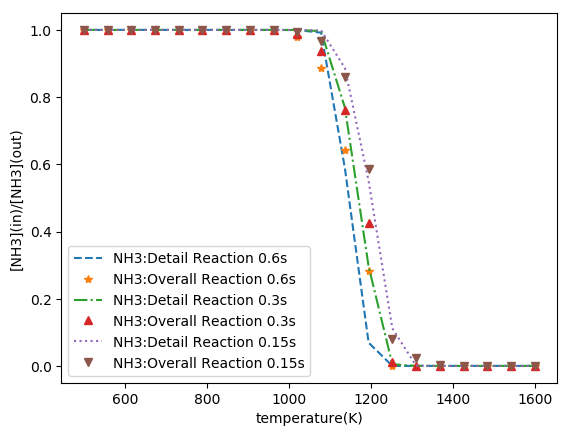 [NH3](in)/[NH3](out)
1.0
0.8
0.6
0.4
0.2
0.0
NH3:Detail Reaction 0.6s
NH3:Overall Reaction 0.6s
NH3:Detail Reaction 0.3s
NH3:Overall Reaction 0.3s
NH3:Detail Reaction 0.15s
NH3:Overall Reaction 0.15s
600 800 1000 1200 1400 1600
temperature(K)